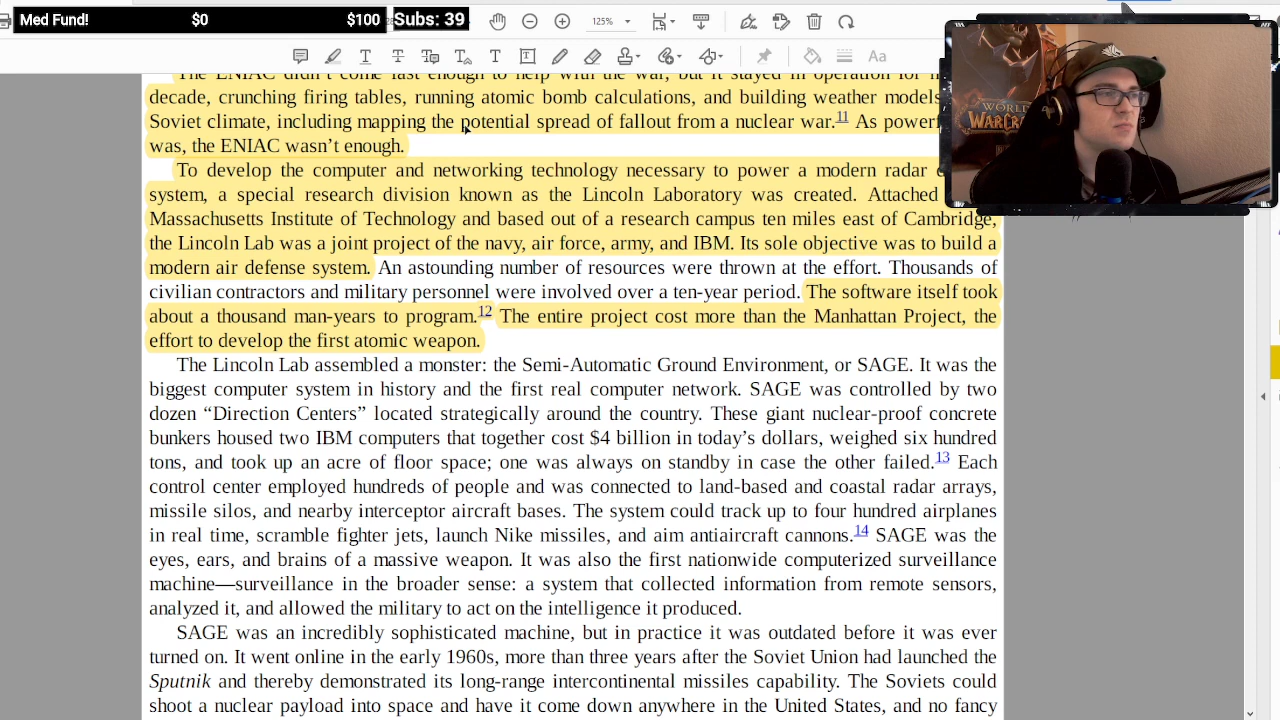 Med Fund! $0 $100 Subs: 39
125%
The ENIAC didn't come fast enough to help with the war, but it stayed in operation for
decade, crunching firing tables, running atomic bomb calculations, and building weather models
Soviet climate, including mapping the potential spread of fallout from a nuclear war.11 As
was, the ENIAC wasn't enough.
To develop the computer and networking technology necessary to power a modern radar
system, a special research division known as the Lincoln Laboratory was created. Attached
Massachusetts Institute of Technology and based out of a research campus ten miles east of Cambridge,
the Lincoln Lab was a joint project of the navy, air force, army, and IBM. Its sole objective was to build a
modern air defense system. An astounding number of resources were thrown at the effort. Thousands of
civilian contractors and military personnel were involved over a ten-year period. The software itself took
about a thousand man-years to program.12 The entire project cost more than the Manhattan Project, the
effort to develop the first atomic weapon.
The Lincoln Lab assembled a monster: the Semi-Automatic Ground Environment, or SAGE. It was the
biggest computer system in history and the first real computer network. SAGE was controlled by two
dozen “Direction Centers” located strategically around the country. These giant nuclear-proof concrete
bunkers housed two IBM computers that together cost $4 billion in today's dollars, weighed six hundred
tons, and took up an acre of floor space; one was always on standby in case the other failed.13 Each
control center employed hundreds of people and was connected to land-based and coastal radar arrays,
missile silos, and nearby interceptor aircraft bases. The system could track up to four hundred airplanes
in real time, scramble fighter jets, launch Nike missiles, and aim antiaircraft cannons.14 SAGE was the
eyes, ears, and brains of a massive weapon. It was also the first nationwide computerized surveillance
machine—surveillance in the broader sense: a system that collected information from remote sensors,
analyzed it, and allowed the military to act on the intelligence it produced.
SAGE was an incredibly sophisticated machine, but in practice it was outdated before it was ever
turned on. It went online in the early 1960s, more than three years after the Soviet Union had launched the
Sputnik and thereby demonstrated its long-range intercontinental missiles capability. The Soviets could
shoot a nuclear payload into space and have it come down anywhere in the United States, and no fancy
WORLD
WARCRA